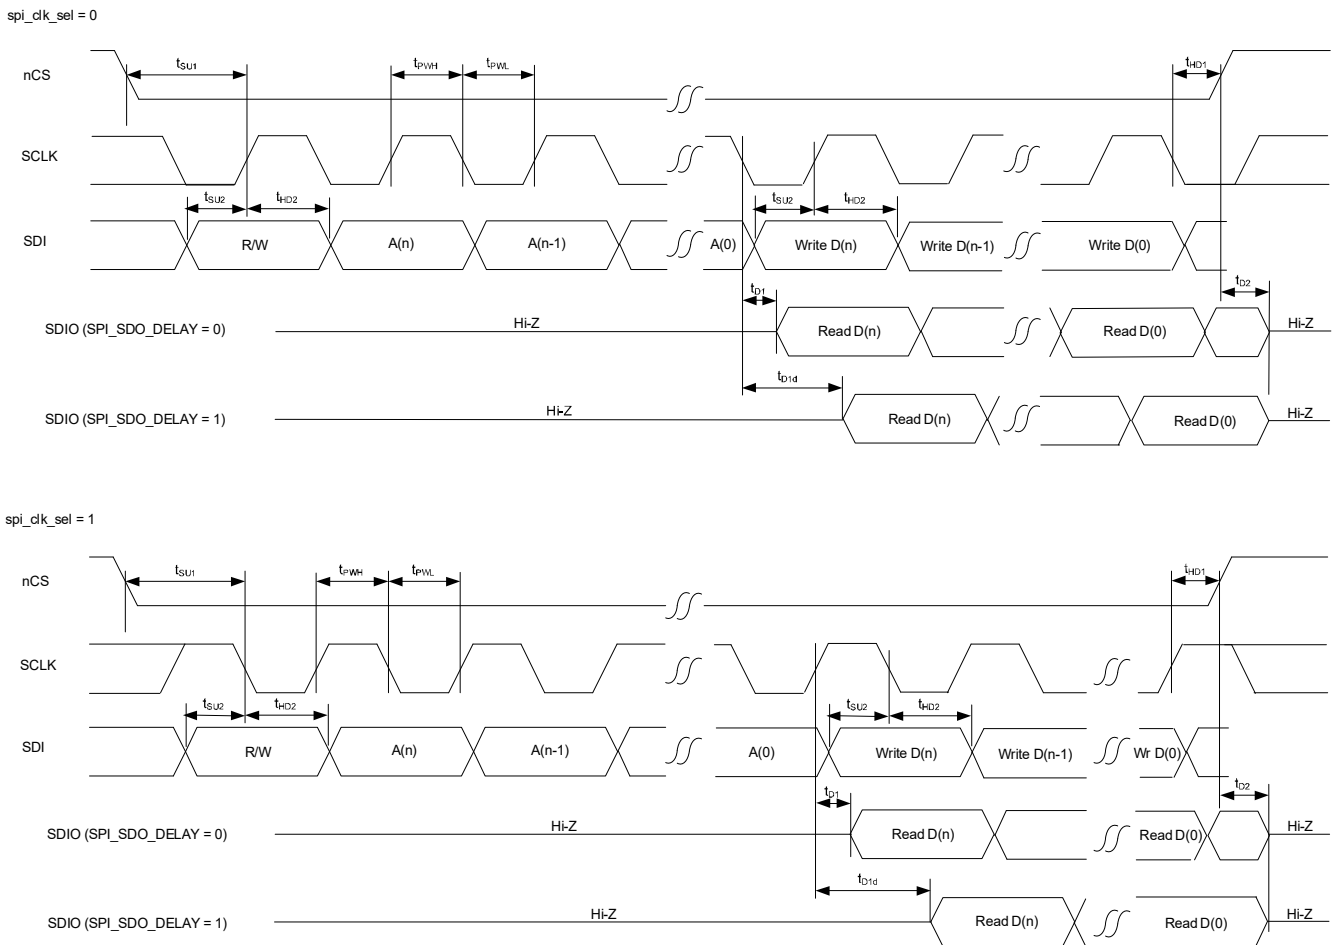 spi_clk_sel = 0
nCS
tSU1
tPWH
tPWL
tHD1
SCLK
tSU2
tHD2
tSU2
tHD2
SDI
R/W
A(n)
A(n-1)
A(0)
Write D(n)
Write D(n-1)
Write D(0)
tD1
tD2
SDIO (SPI_SDO_DELAY = 0)
Hi-Z
Read D(n)
Read D(0)
Hi-Z
tD1d
SDIO (SPI_SDO_DELAY = 1)
Hi-Z
Read D(n)
Read D(0)
Hi-Z
spi_clk_sel = 1
nCS
tSU1
tPWH
tPWL
tHD1
SCLK
tSU2
tHD2
tSU2
tHD2
SDI
R/W
A(n)
A(n-1)
A(0)
Write D(n)
Write D(n-1)
Wr D(0)
tD1
tD2
SDIO (SPI_SDO_DELAY = 0)
Hi-Z
Read D(n)
Read D(0)
Hi-Z
tD1d
SDIO (SPI_SDO_DELAY = 1)
Hi-Z
Read D(n)
Read D(0)
Hi-Z